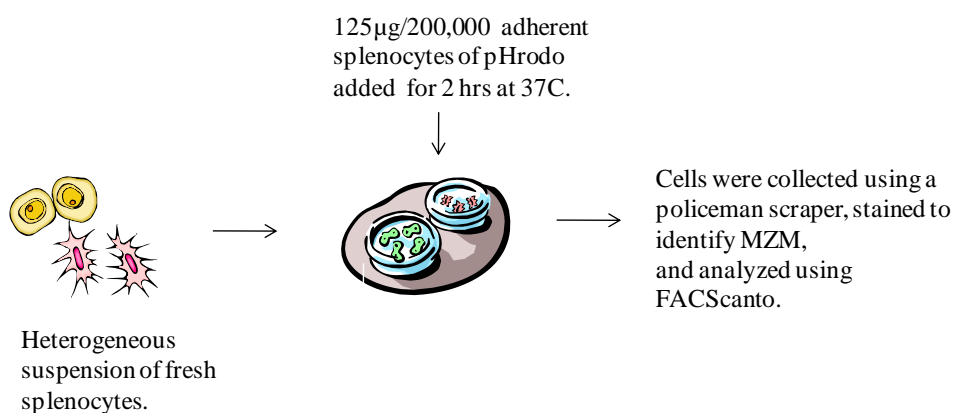 125µg/200,000 adherent
splenocytes of pHrodo
added for 2 hrs at 37C.
Cells were collected using a
policeman scraper, stained to
identify MZM,
and analyzed using
FACScanto.
Heterogeneous
suspension of fresh
splenocytes.